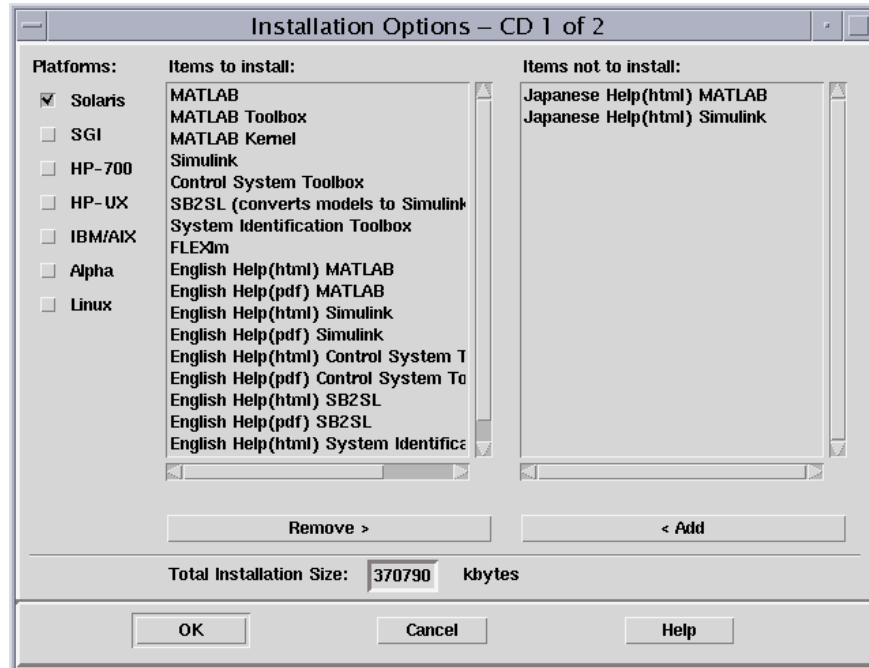 Installation Options – CD 1 of 2
Platforms:
Solaris
SGI
HP-700
HP-UX
IBM/AIX
Alpha
Linux
Items to install:
MATLAB
MATLAB Toolbox
MATLAB Kernel
Simulink
Control System Toolbox
SB2SL (converts models to Simulink
System Identification Toolbox
FLEXlm
English Help(html) MATLAB
English Help(pdf) MATLAB
English Help(html) Simulink
English Help(pdf) Simulink
English Help(html) Control System T
English Help(pdf) Control System To
English Help(html) SB2SL
English Help(pdf) SB2SL
English Help(html) System Identifica
Remove >
Items not to install:
Japanese Help(html) MATLAB
Japanese Help(html) Simulink
< Add
Total Installation Size: 370790 kbytes
OK Cancel Help